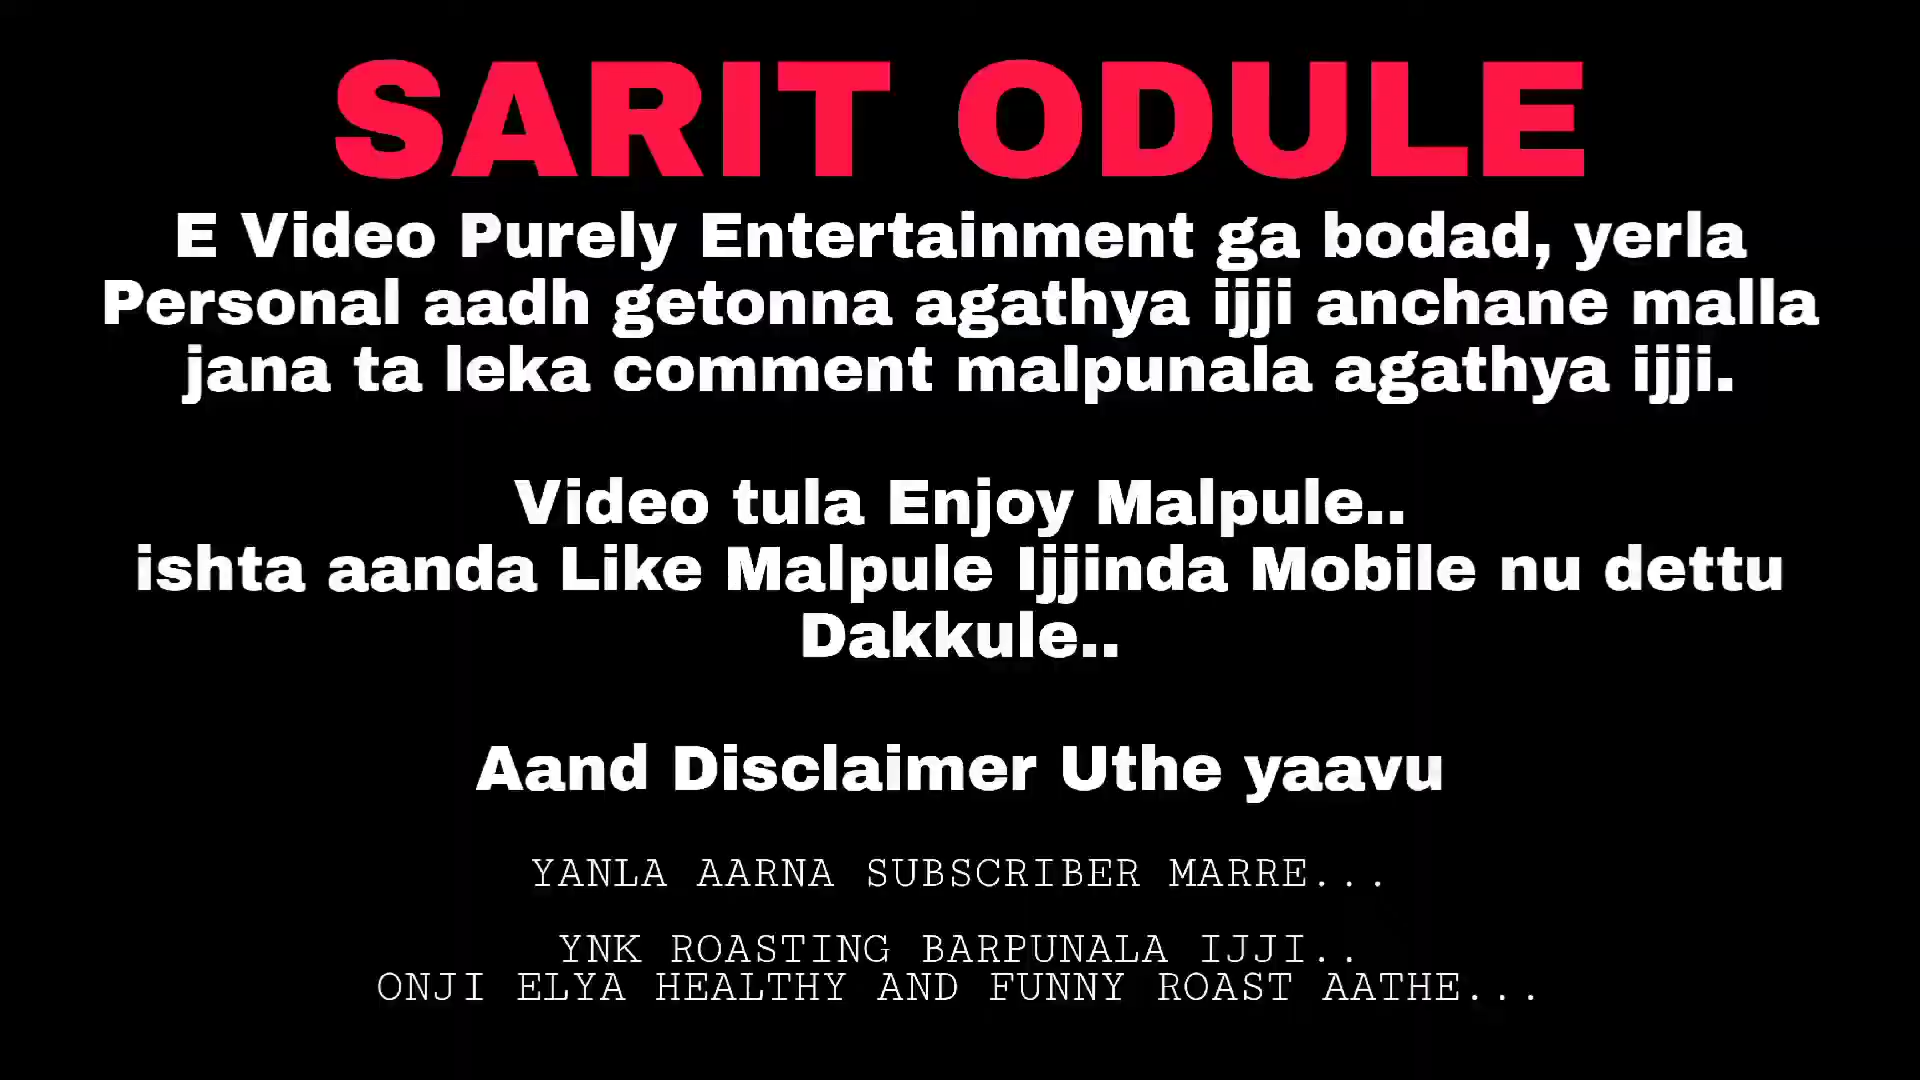 SARIT ODULE
E Video Purely Entertainment ga bodad, yerla
Personal aadh getonna agathya ijji anchane malla
jana ta leka comment malpunala agathya ijji.
Video tula Enjoy Malpule..
ishta aanda Like Malpule Ijjinda Mobile nu dettu
Dakkule..
Aand Disclaimer Uthe yaavu
YANLA AARNA SUBSCRIBER MARRE...
YNK ROASTING BARPUNALA IJJI..
ONJI ELYA HEALTHY AND FUNNY ROAST AATHE...